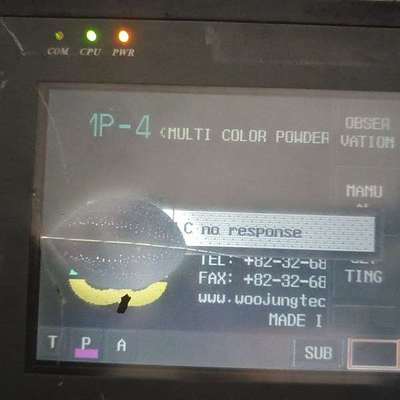 COM CPU PWR
1P-4 <MULTI COLOR POWDER
OBSER
VATION
MANU
C no response
TEL: +82-32-68
FAX: +82-32-68
TING
www.woojungtec
MADE I
T P A
SUB